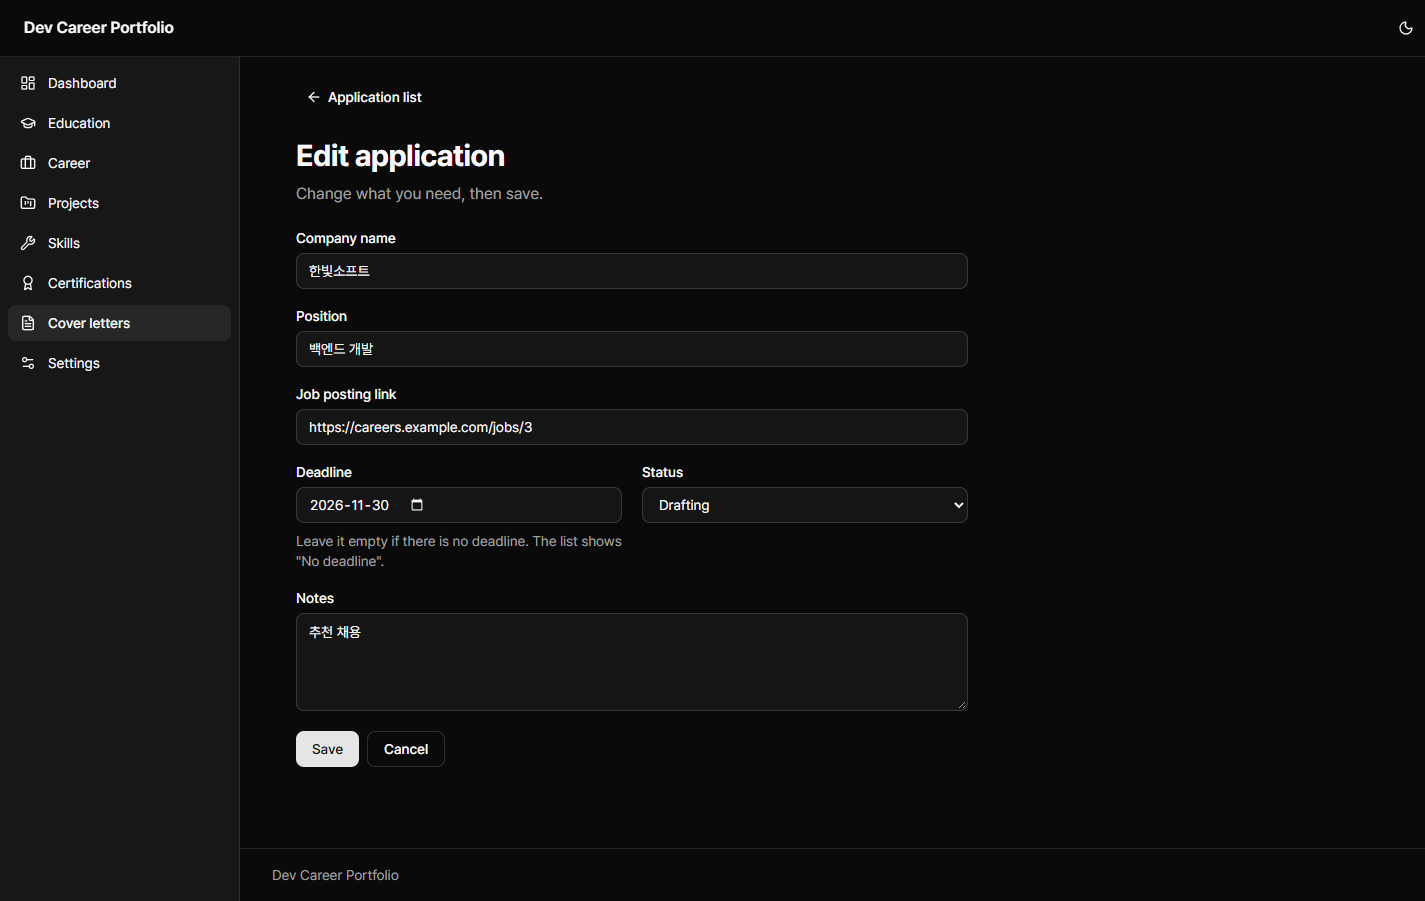 Dev Career Portfolio
Dashboard
Education
Career
Projects
Skills
Certifications
Cover letters
Settings
Application list
Edit application
Change what you need, then save.
Company name
한빛소프트
Position
백엔드 개발
Job posting link
https://careers.example.com/jobs/3
Deadline
2026-11-30
Leave it empty if there is no deadline. The list shows
"No deadline".
Status
Drafting
Notes
추천 채용
Save
Cancel
Dev Career Portfolio